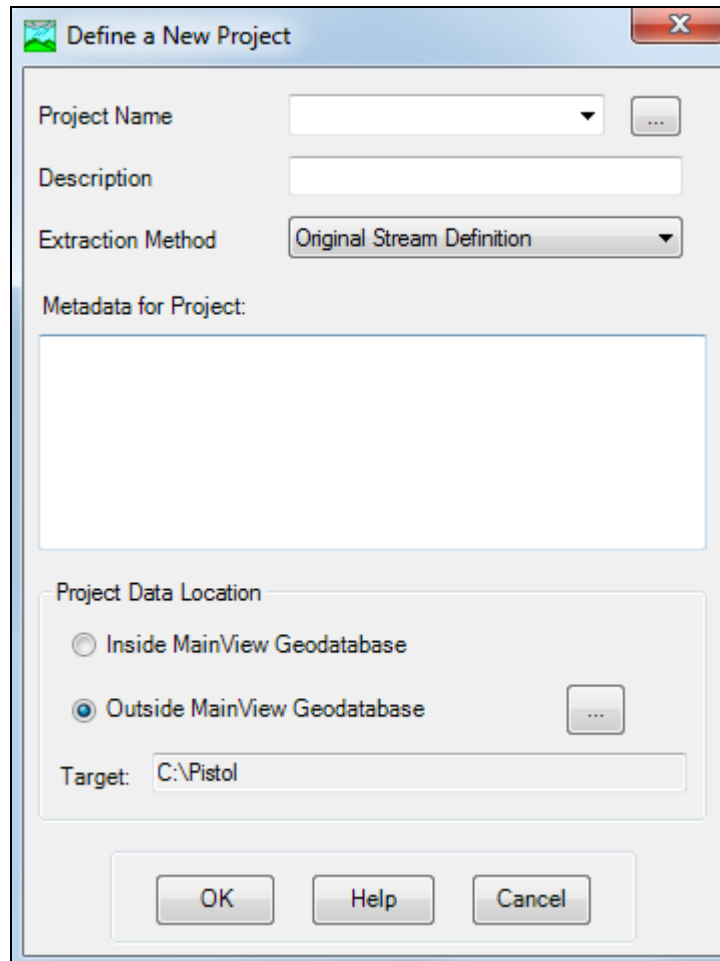 Define a New Project
Project Name
...
Description
Extraction Method
Original Stream Definition
Metadata for Project:
Project Data Location
Inside MainView Geodatabase
Outside MainView Geodatabase
...
Target:
C:\Pistol
OK
Help
Cancel